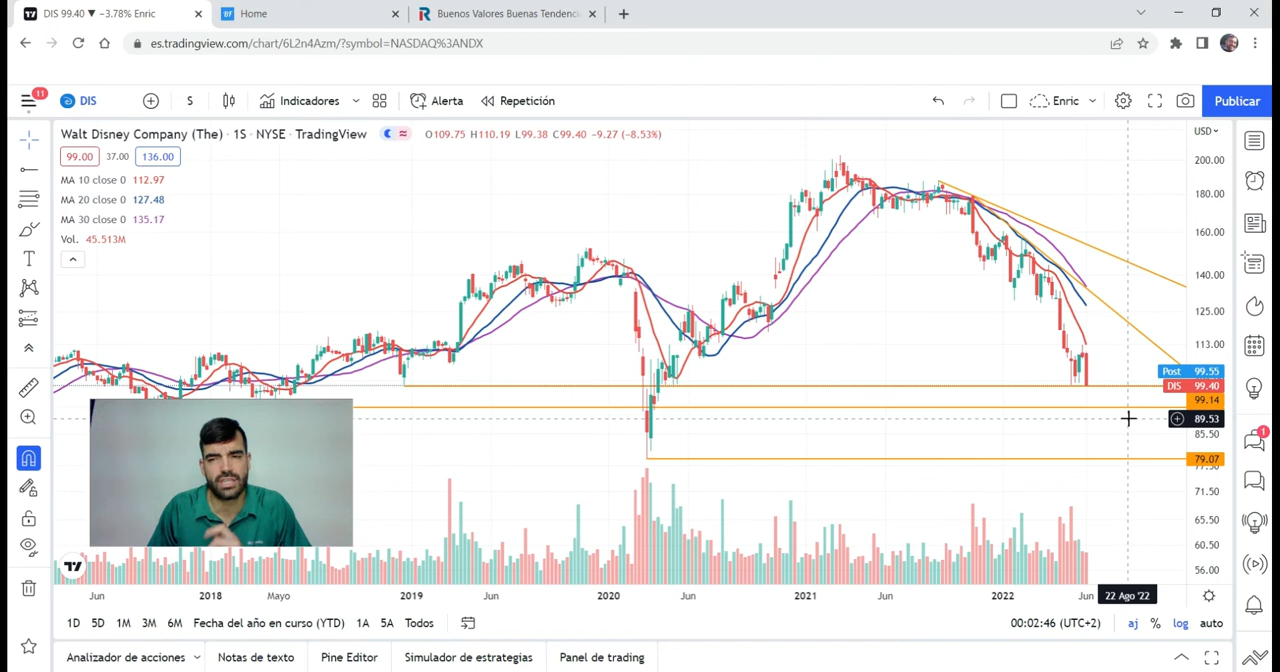 DIS 99.40 ▼ −3.78% Enric
Home
Buenos Valores Buenas Tendenci
es.tradingview.com/chart/6L2n4Azm/?symbol=NASDAQ%3ANDX
11
DIS
S
Indicadores
Alerta
Repetición
Enric
Publicar
Walt Disney Company (The) · 1S · NYSE · TradingView
O109.75 H110.19 L99.38 C99.40 −9.27 (−8.53%)
USD
99.00 37.00 136.00
MA 10 close 0 112.97
MA 20 close 0 127.48
MA 30 close 0 135.17
Vol. 45.513M
200.00
180.00
160.00
140.00
125.00
113.00
Post 99.55
DIS 99.40
99.14
89.53
85.50
79.07
71.50
65.50
60.50
56.00
1
Jun 2018 Mayo 2019 Jun 2020 Jun 2021 Jun 2022 Jun 22 Ago '22
1D 5D 1M 3M 6M Fecha del año en curso (YTD) 1A 5A Todos
00:02:46 (UTC+2) aj % log auto
Analizador de acciones Notas de texto Pine Editor Simulador de estrategias Panel de trading